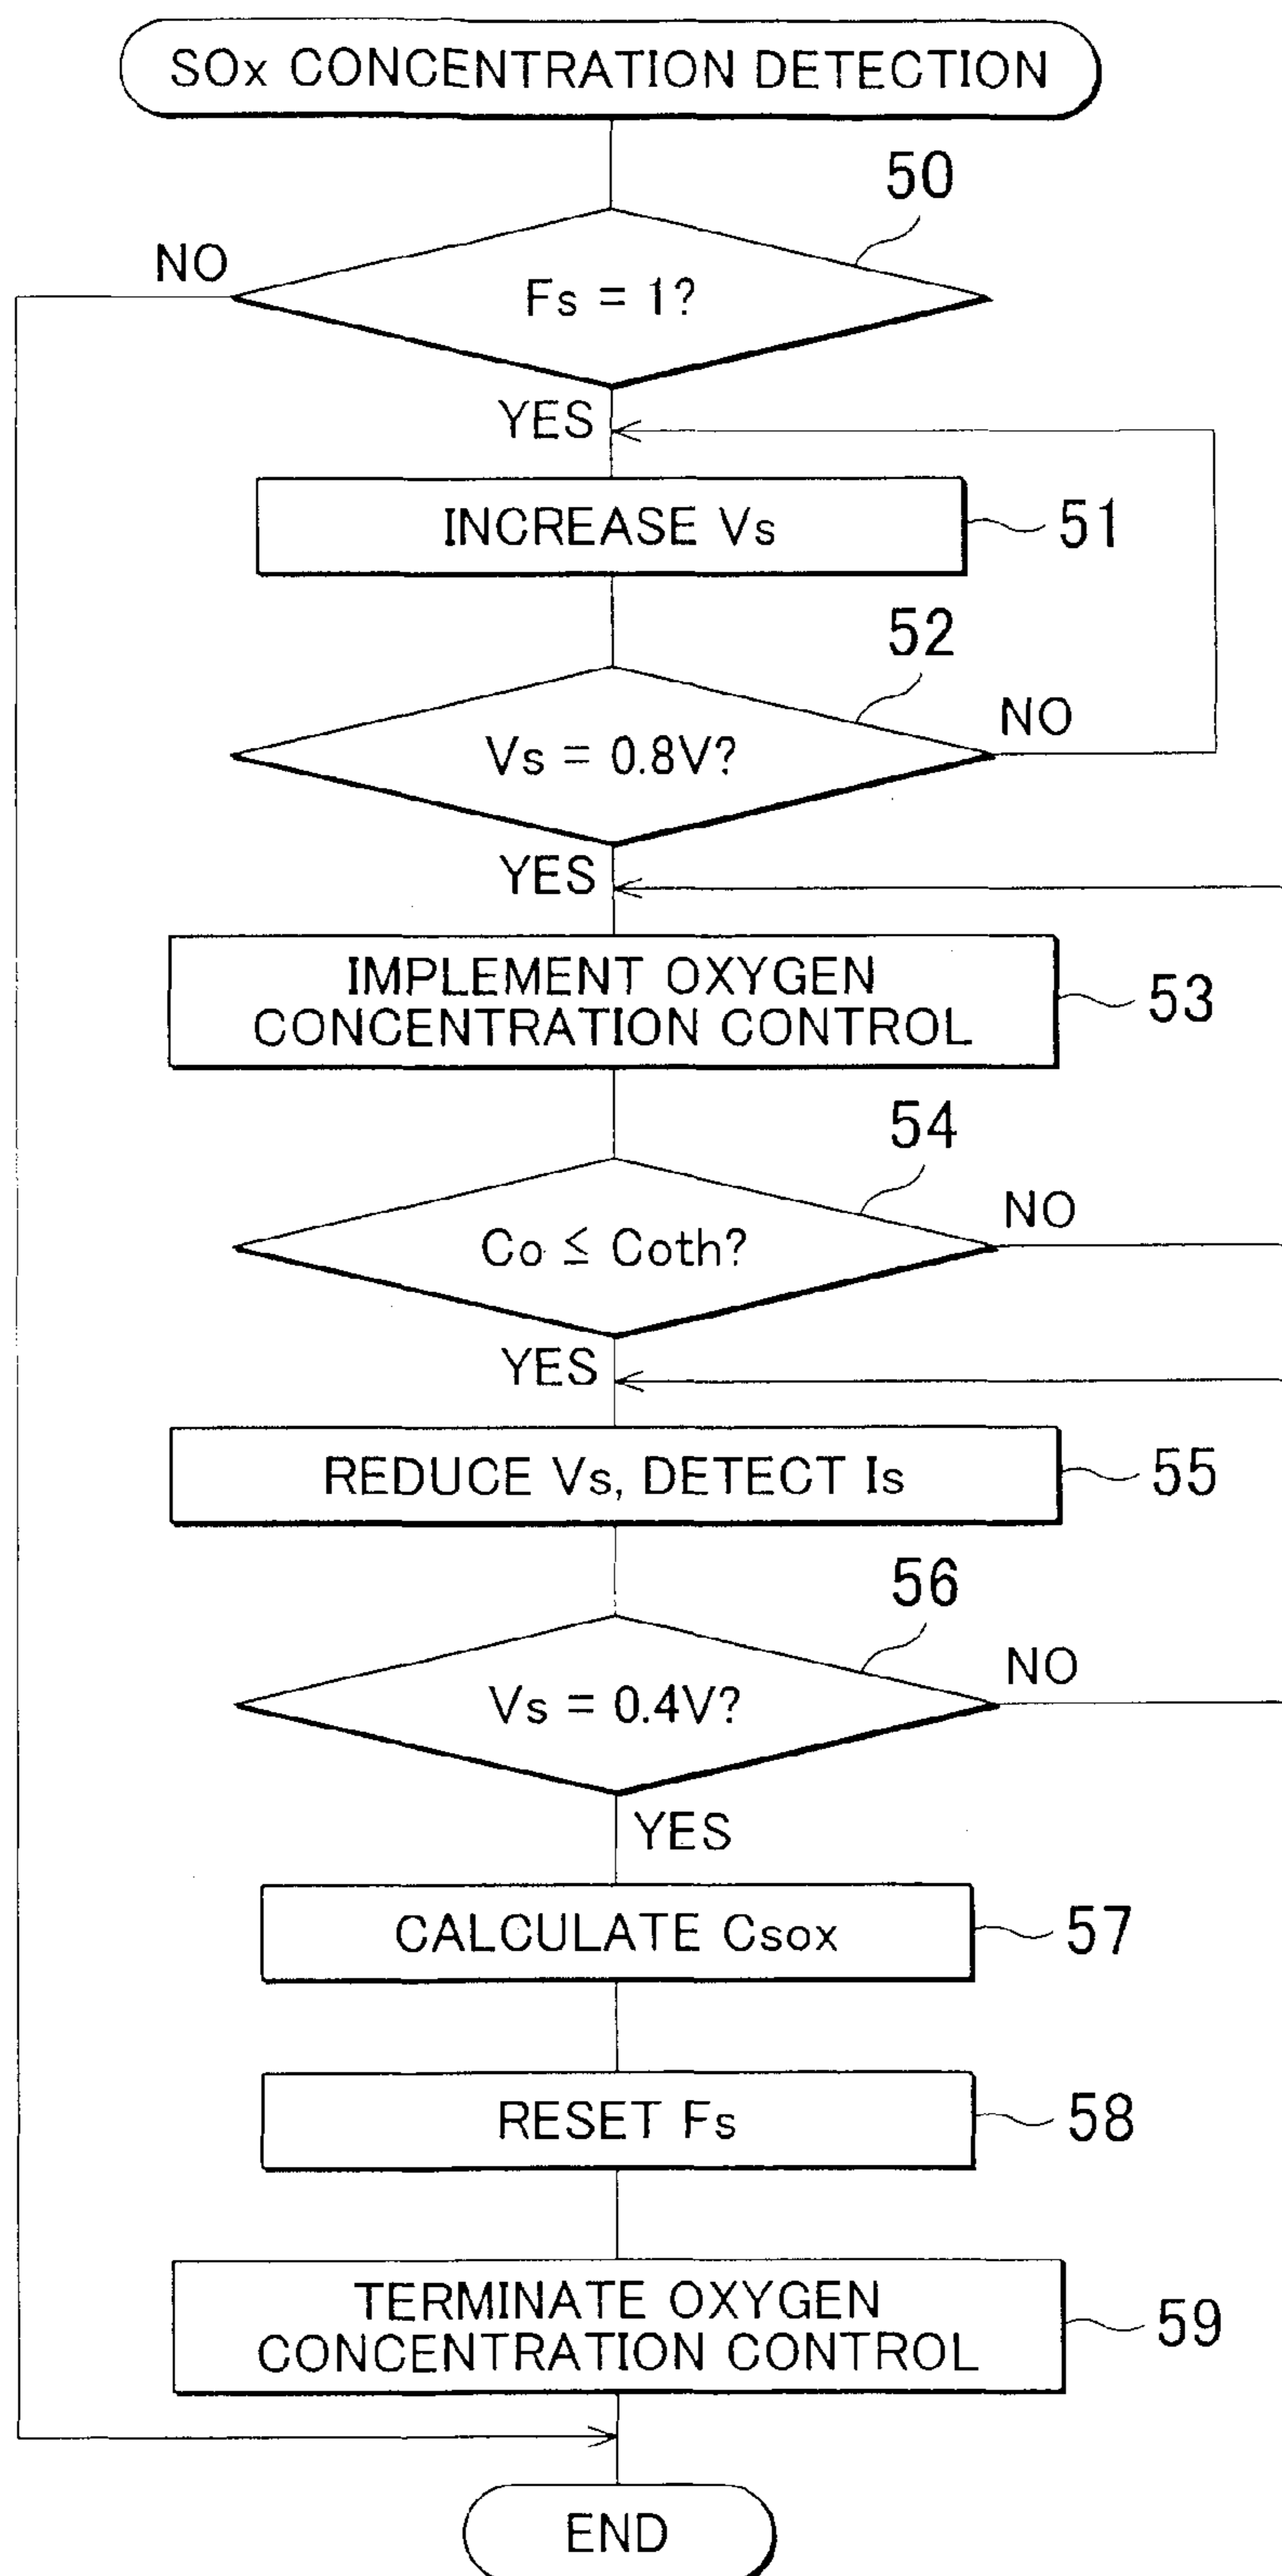 SOx CONCENTRATION DETECTION
50
NO
Fs = 1?
YES
INCREASE Vs
51
52
NO
Vs = 0.8V?
YES
IMPLEMENT OXYGEN
CONCENTRATION CONTROL
53
54
NO
Co ≤ Coth?
YES
REDUCE Vs, DETECT Is
55
56
NO
Vs = 0.4V?
YES
CALCULATE Csox
57
RESET Fs
58
TERMINATE OXYGEN
CONCENTRATION CONTROL
59
END